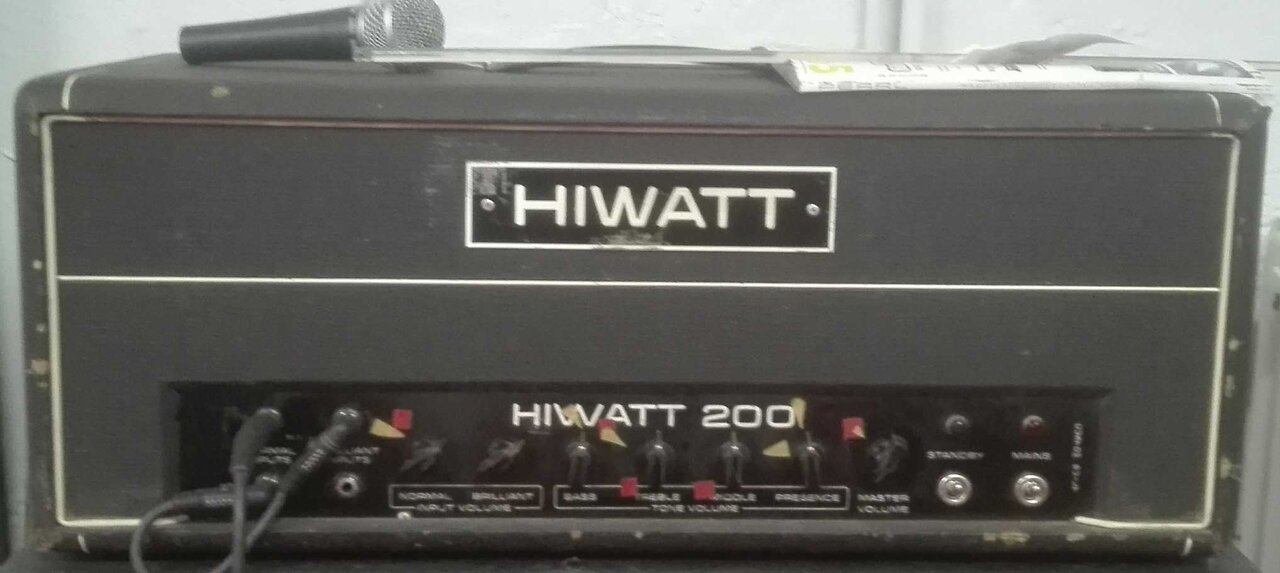 HIWATT
HIWATT 200
STANDBY
MAINS
NORMAL BRILLIANT
INPUT VOLUME
BASS TREBLE MIDDLE PRESENCE
TONE VOLUME
MASTER
VOLUME